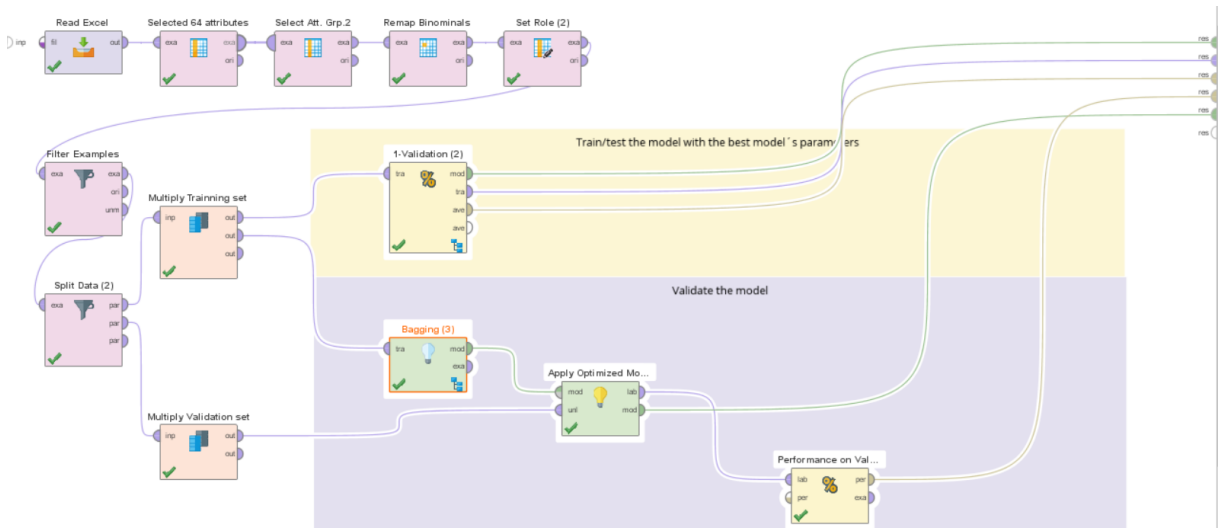 Read Excel
Selected 64 attributes
Select Att. Grp.2
Remap Binominals
Set Role (2)
inp
fil
out
exa
exa
ori
exa
exa
ori
exa
exa
ori
exa
exa
ori
res
res
res
res
res
res
Train/test the model with the best model´s parameters
Filter Examples
exa
exa
ori
unm
Multiply Trainning set
inp
out
out
out
1-Validation (2)
tra
mod
tra
ave
ave
Split Data (2)
exa
par
par
par
Validate the model
Bagging (3)
tra
mod
exa
Apply Optimized Mo...
mod
unl
lab
mod
Multiply Validation set
inp
out
out
Performance on Val...
lab
per
per
exa